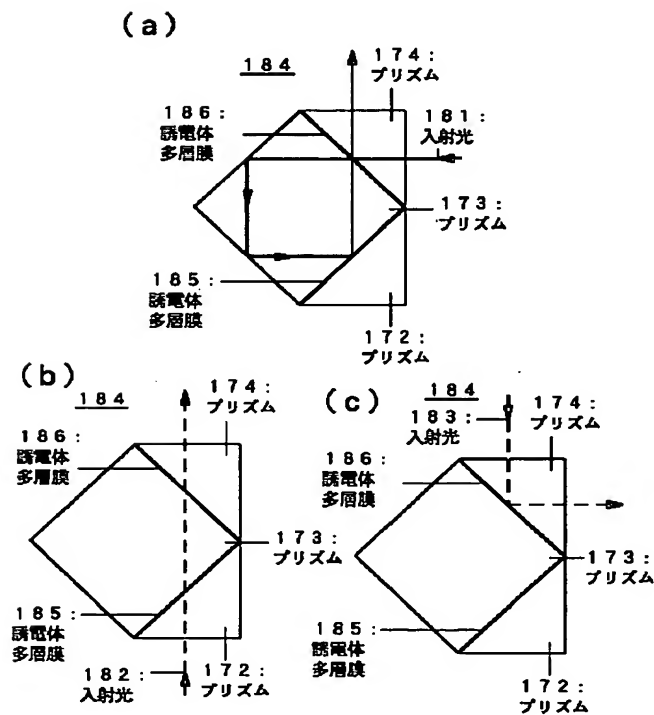 (a)
184
174:
プリズム
186:
誘電体
多層膜
181:
入射光
173:
プリズム
185:
誘電体
多層膜
172:
プリズム
(b)
184
174:
プリズム
186:
誘電体
多層膜
173:
プリズム
185:
誘電体
多層膜
182:
入射光
172:
プリズム
(c)
184
183:
入射光
174:
プリズム
186:
誘電体
多層膜
173:
プリズム
185:
誘電体
多層膜
172:
プリズム